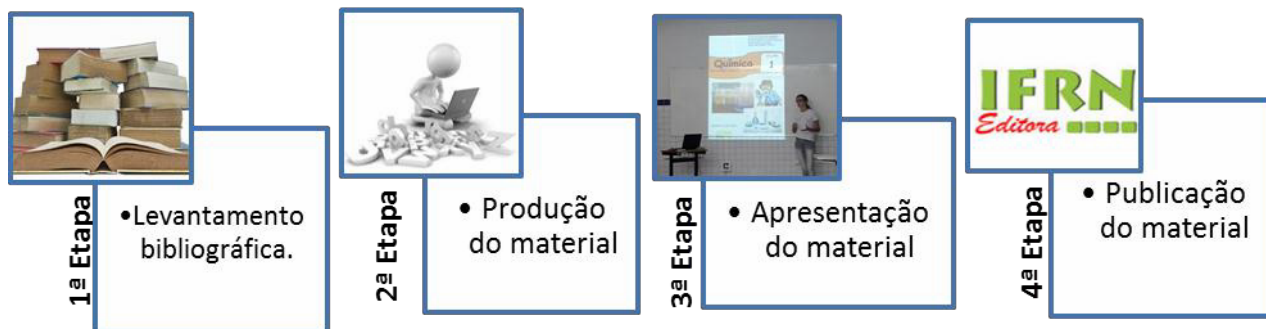 1ª Etapa
•Levantamento
bibliográfica.
2ª Etapa
• Produção
do material
Química
1
3ª Etapa
• Apresentação
do material
IFRN
Editora
4ª Etapa
• Publicação
do material